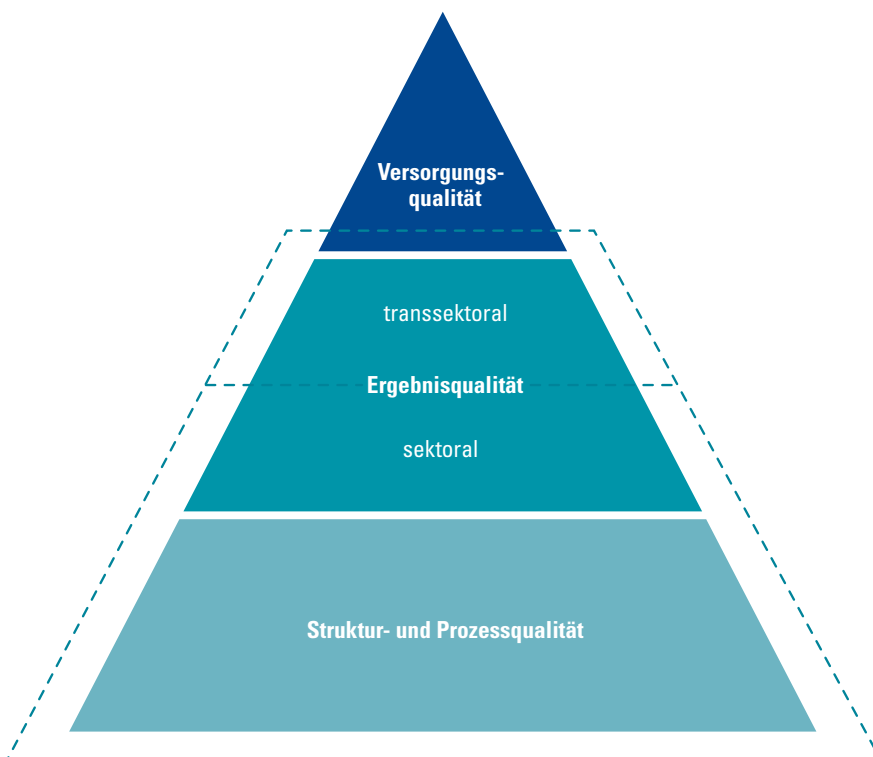 Versorgungs-
qualität
transsektoral
Ergebnisqualität
sektoral
Struktur- und Prozessqualität